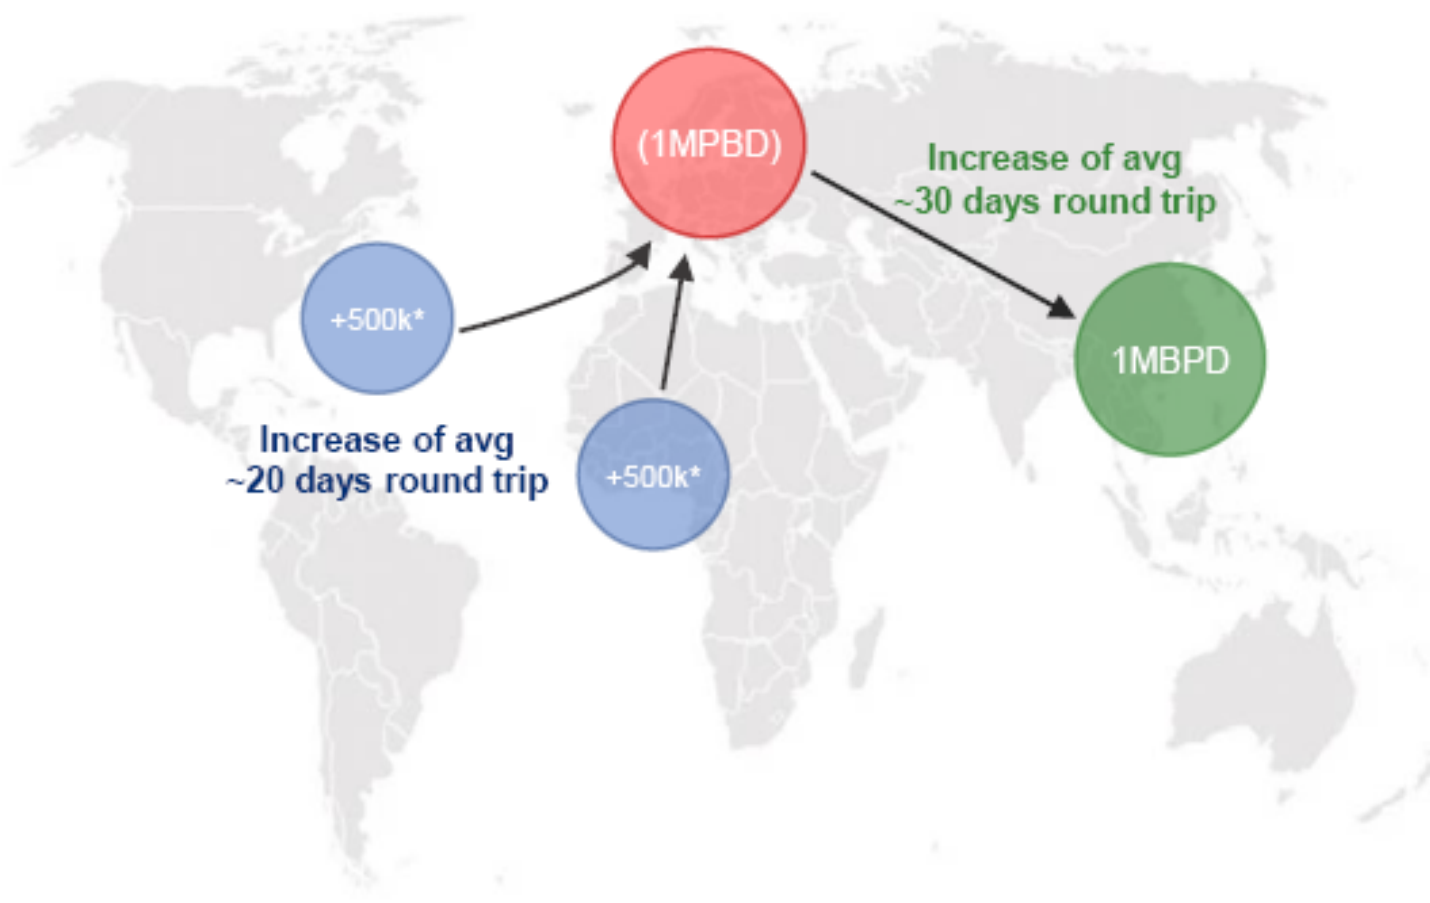 (1MPBD)
Increase of avg
~30 days round trip
+500k*
1MBPD
Increase of avg
~20 days round trip
+500k*